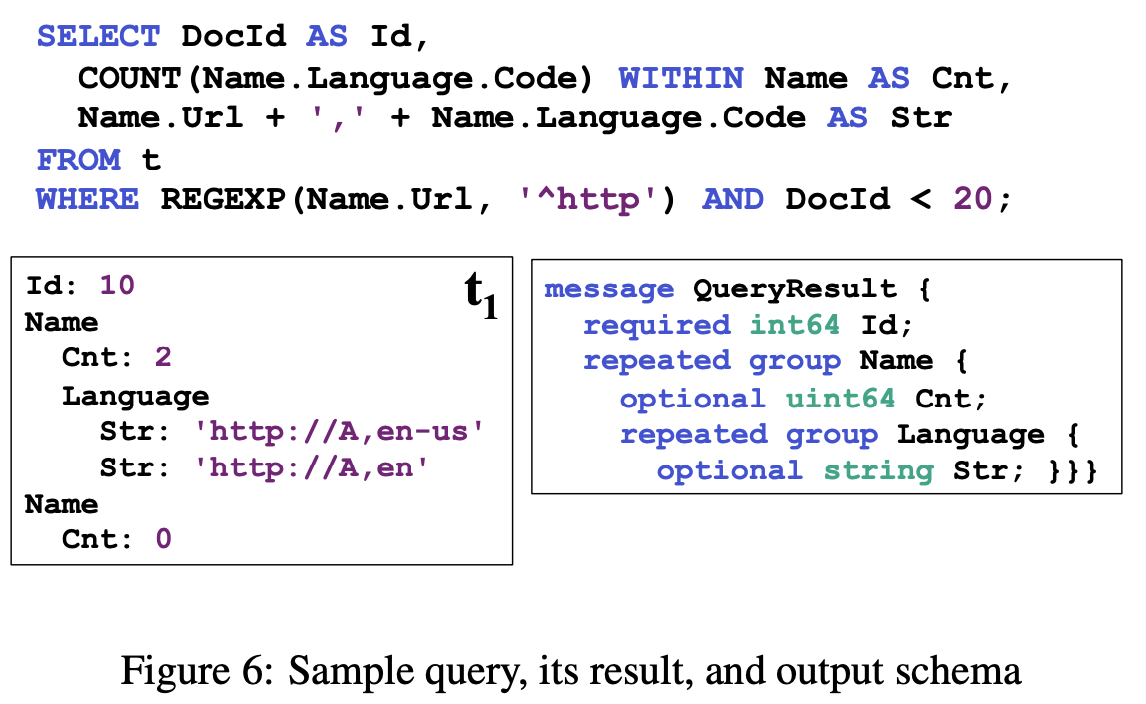 SELECT DocId AS Id,
  COUNT(Name.Language.Code) WITHIN Name AS Cnt,
  Name.Url + ',' + Name.Language.Code AS Str
FROM t
WHERE REGEXP(Name.Url, '^http') AND DocId < 20;
Id: 10
t1
Name
  Cnt: 2
  Language
    Str: 'http://A,en-us'
    Str: 'http://A,en'
Name
  Cnt: 0
message QueryResult {
  required int64 Id;
  repeated group Name {
    optional uint64 Cnt;
    repeated group Language {
      optional string Str; }}}
Figure 6: Sample query, its result, and output schema